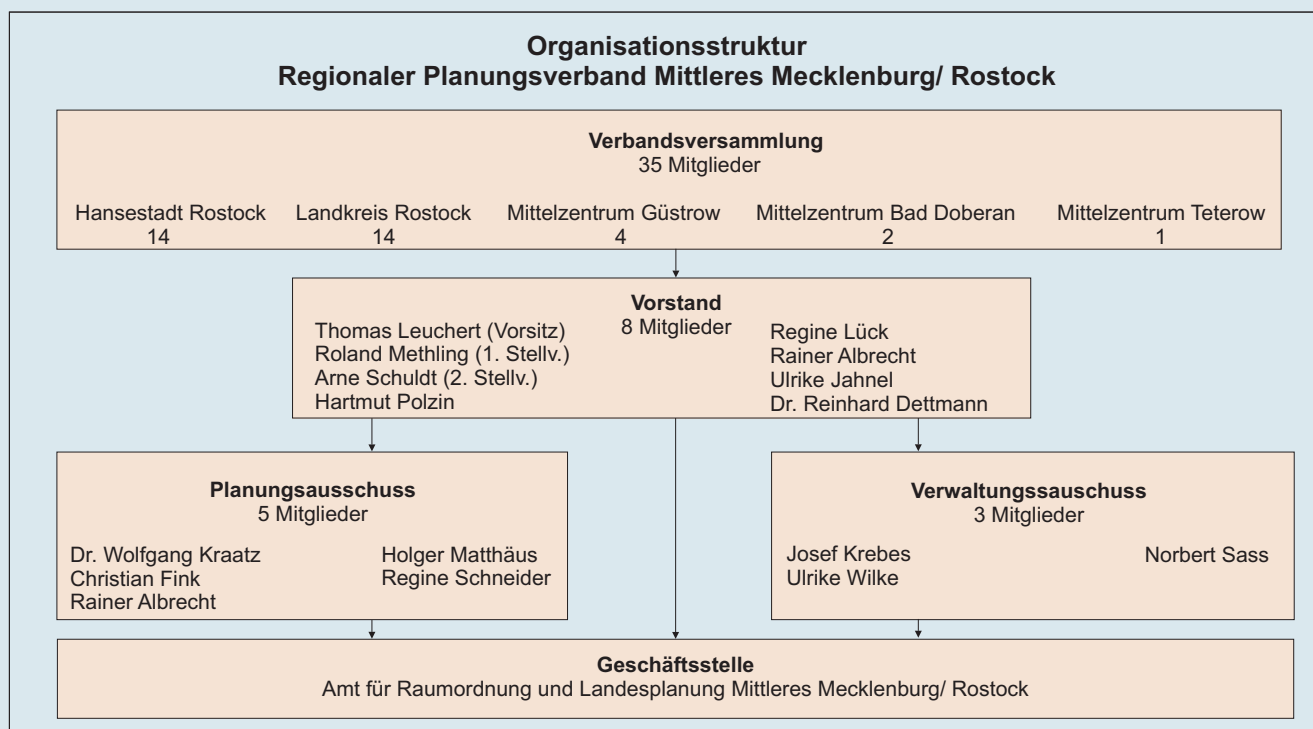 Organisationsstruktur
Regionaler Planungsverband Mittleres Mecklenburg/ Rostock
Verbandsversammlung
35 Mitglieder
Hansestadt Rostock
14
Landkreis Rostock
14
Mittelzentrum Güstrow
4
Mittelzentrum Bad Doberan
2
Mittelzentrum Teterow
1
Vorstand
8 Mitglieder
Thomas Leuchert (Vorsitz)
Roland Methling (1. Stellv.)
Arne Schuldt (2. Stellv.)
Hartmut Polzin
Regine Lück
Rainer Albrecht
Ulrike Jahnel
Dr. Reinhard Dettmann
Planungsausschuss
5 Mitglieder
Dr. Wolfgang Kraatz
Christian Fink
Rainer Albrecht
Holger Matthäus
Regine Schneider
Verwaltungssauschuss
3 Mitglieder
Josef Krebes
Ulrike Wilke
Norbert Sass
Geschäftsstelle
Amt für Raumordnung und Landesplanung Mittleres Mecklenburg/ Rostock